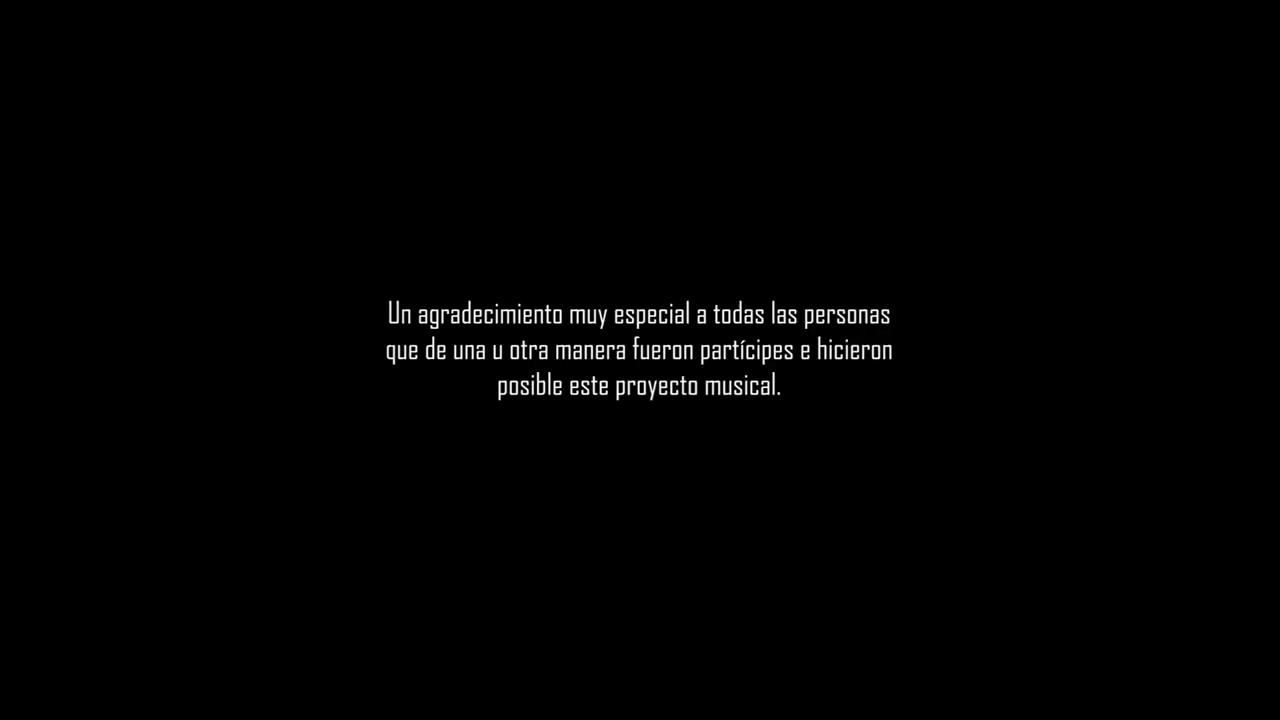 Un agradecimiento muy especial a todas las personas
que de una u otra manera fueron partícipes e hicieron
posible este proyecto musical.